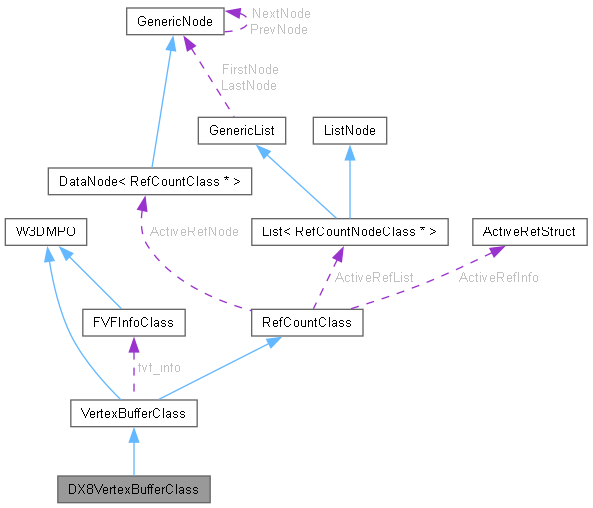 GenericNode
NextNode
PrevNode
FirstNode
LastNode
GenericList
ListNode
DataNode< RefCountClass * >
W3DMPO
ActiveRefNode
List< RefCountNodeClass * >
ActiveRefStruct
ActiveRefList
ActiveRefInfo
FVFInfoClass
RefCountClass
fvf_info
VertexBufferClass
DX8VertexBufferClass